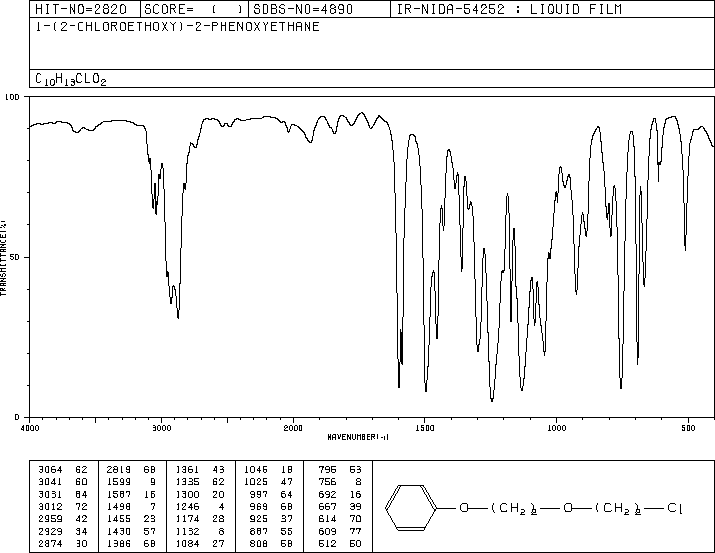 HIT-NO=2820 SCORE= ( ) SDBS-NO=4890 IR-NIDA-54252 : LIQUID FILM
1-(2-CHLOROETHOXY)-2-PHENOXYETHANE
C10H13CLO2
100
50
0
TRANSMITTANCE(%)
4000 3000 2000 1500 1000 500
WAVENUMBER(-1)
3064 62 2819 68 1361 43 1046 18 796 53
3041 60 1599 9 1335 62 1025 47 756 8
3031 84 1587 16 1300 20 997 64 692 16
3012 72 1498 7 1246 4 969 68 667 39
2959 42 1455 23 1174 28 925 37 614 70
2929 34 1430 57 1132 8 887 55 609 77
2874 30 1386 68 1084 27 808 58 512 50
O—(CH2)2—O—(CH2)2—Cl